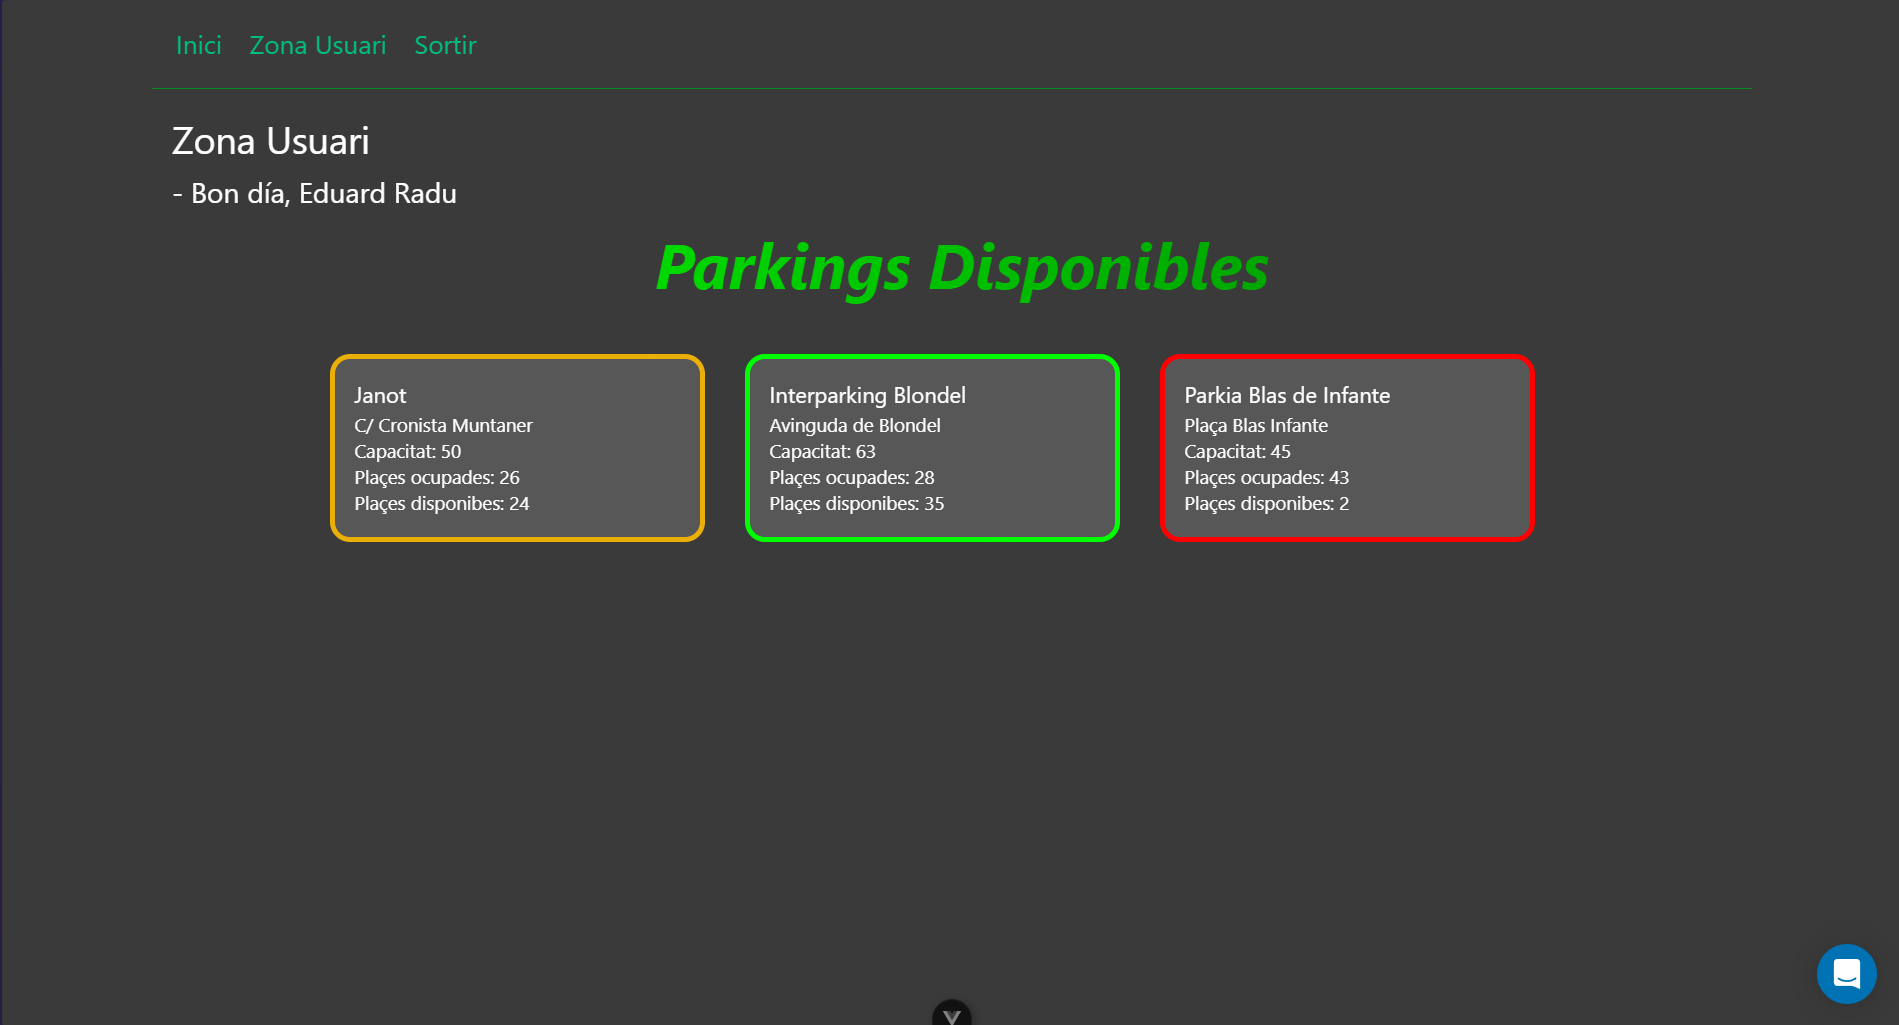 Inici Zona Usuari Sortir
Zona Usuari
- Bon día, Eduard Radu
Parkings Disponibles
Janot
C/ Cronista Muntaner
Capacitat: 50
Plaçes ocupades: 26
Plaçes disponibes: 24
Interparking Blondel
Avinguda de Blondel
Capacitat: 63
Plaçes ocupades: 28
Plaçes disponibes: 35
Parkia Blas de Infante
Plaça Blas Infante
Capacitat: 45
Plaçes ocupades: 43
Plaçes disponibes: 2